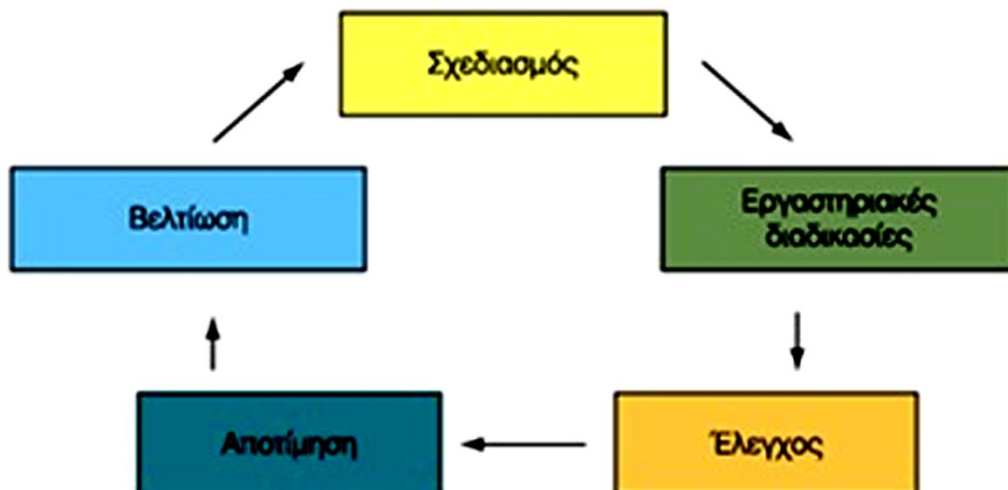 Σχεδιασμός
Βελτίωση
Εργαστηριακές
διαδικασίες
Αποτίμηση
Έλεγχος